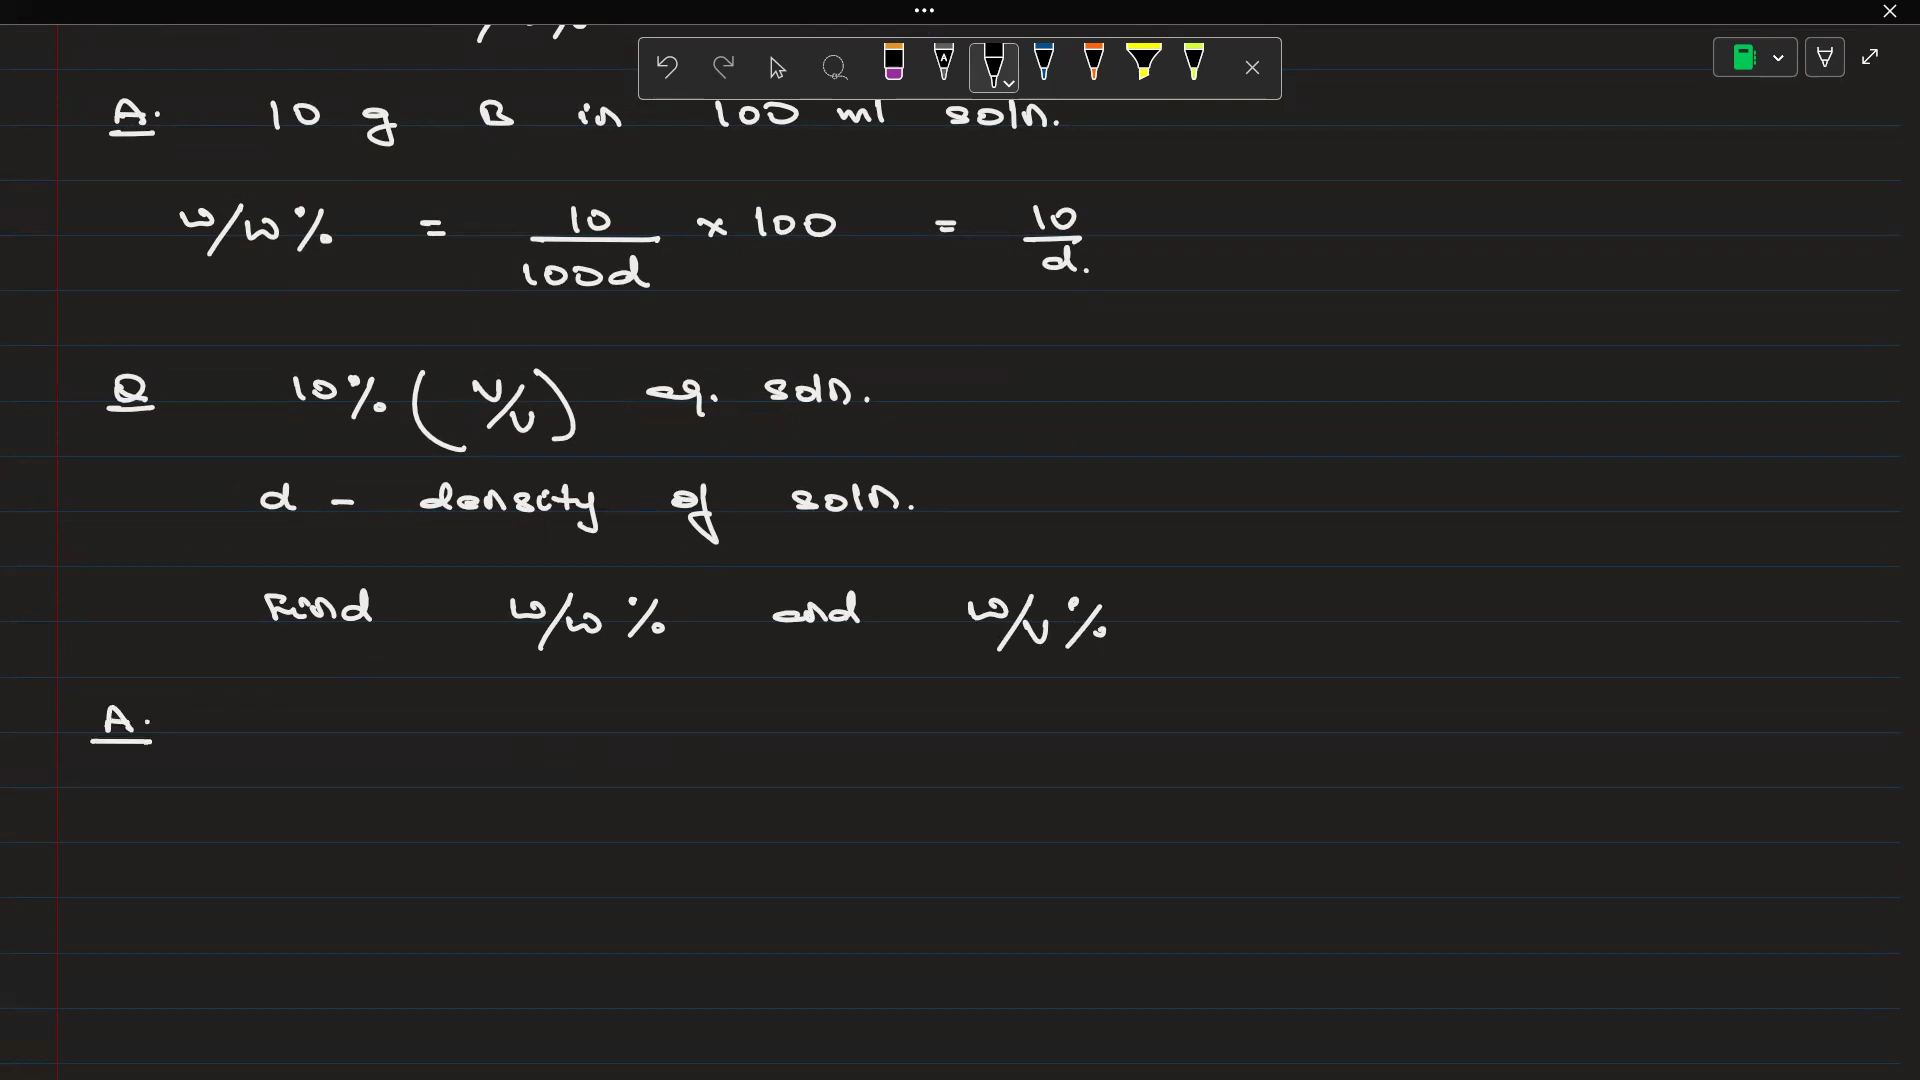 A. 10 g B in 100 ml soln.
w/w % = 10/100d × 100 = 10/d.
Q 10% (v/v) aq. soln.
d - density of soln.
Find w/w % and w/v %
A.